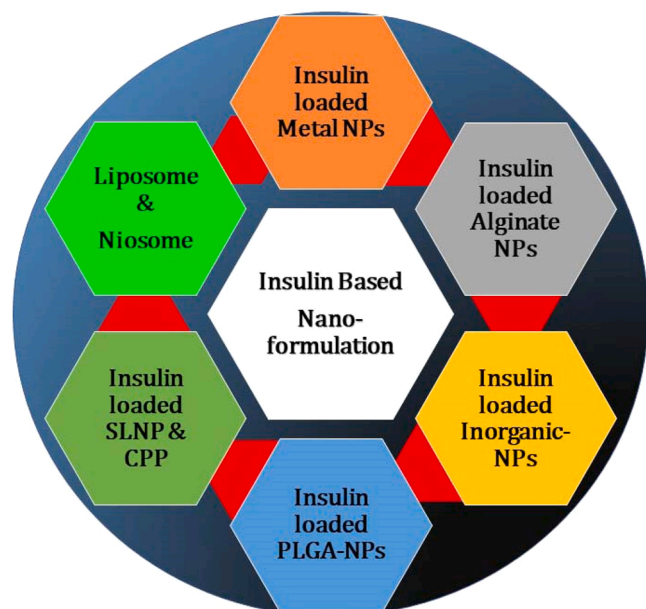 Insulin
loaded
Metal NPs
Insulin
loaded
Alginate
NPs
Insulin
loaded
Inorganic-
NPs
Insulin
loaded
PLGA-NPs
Insulin
loaded
SLNP &
CPP
Liposome
&
Niosome
Insulin Based
Nano-
formulation